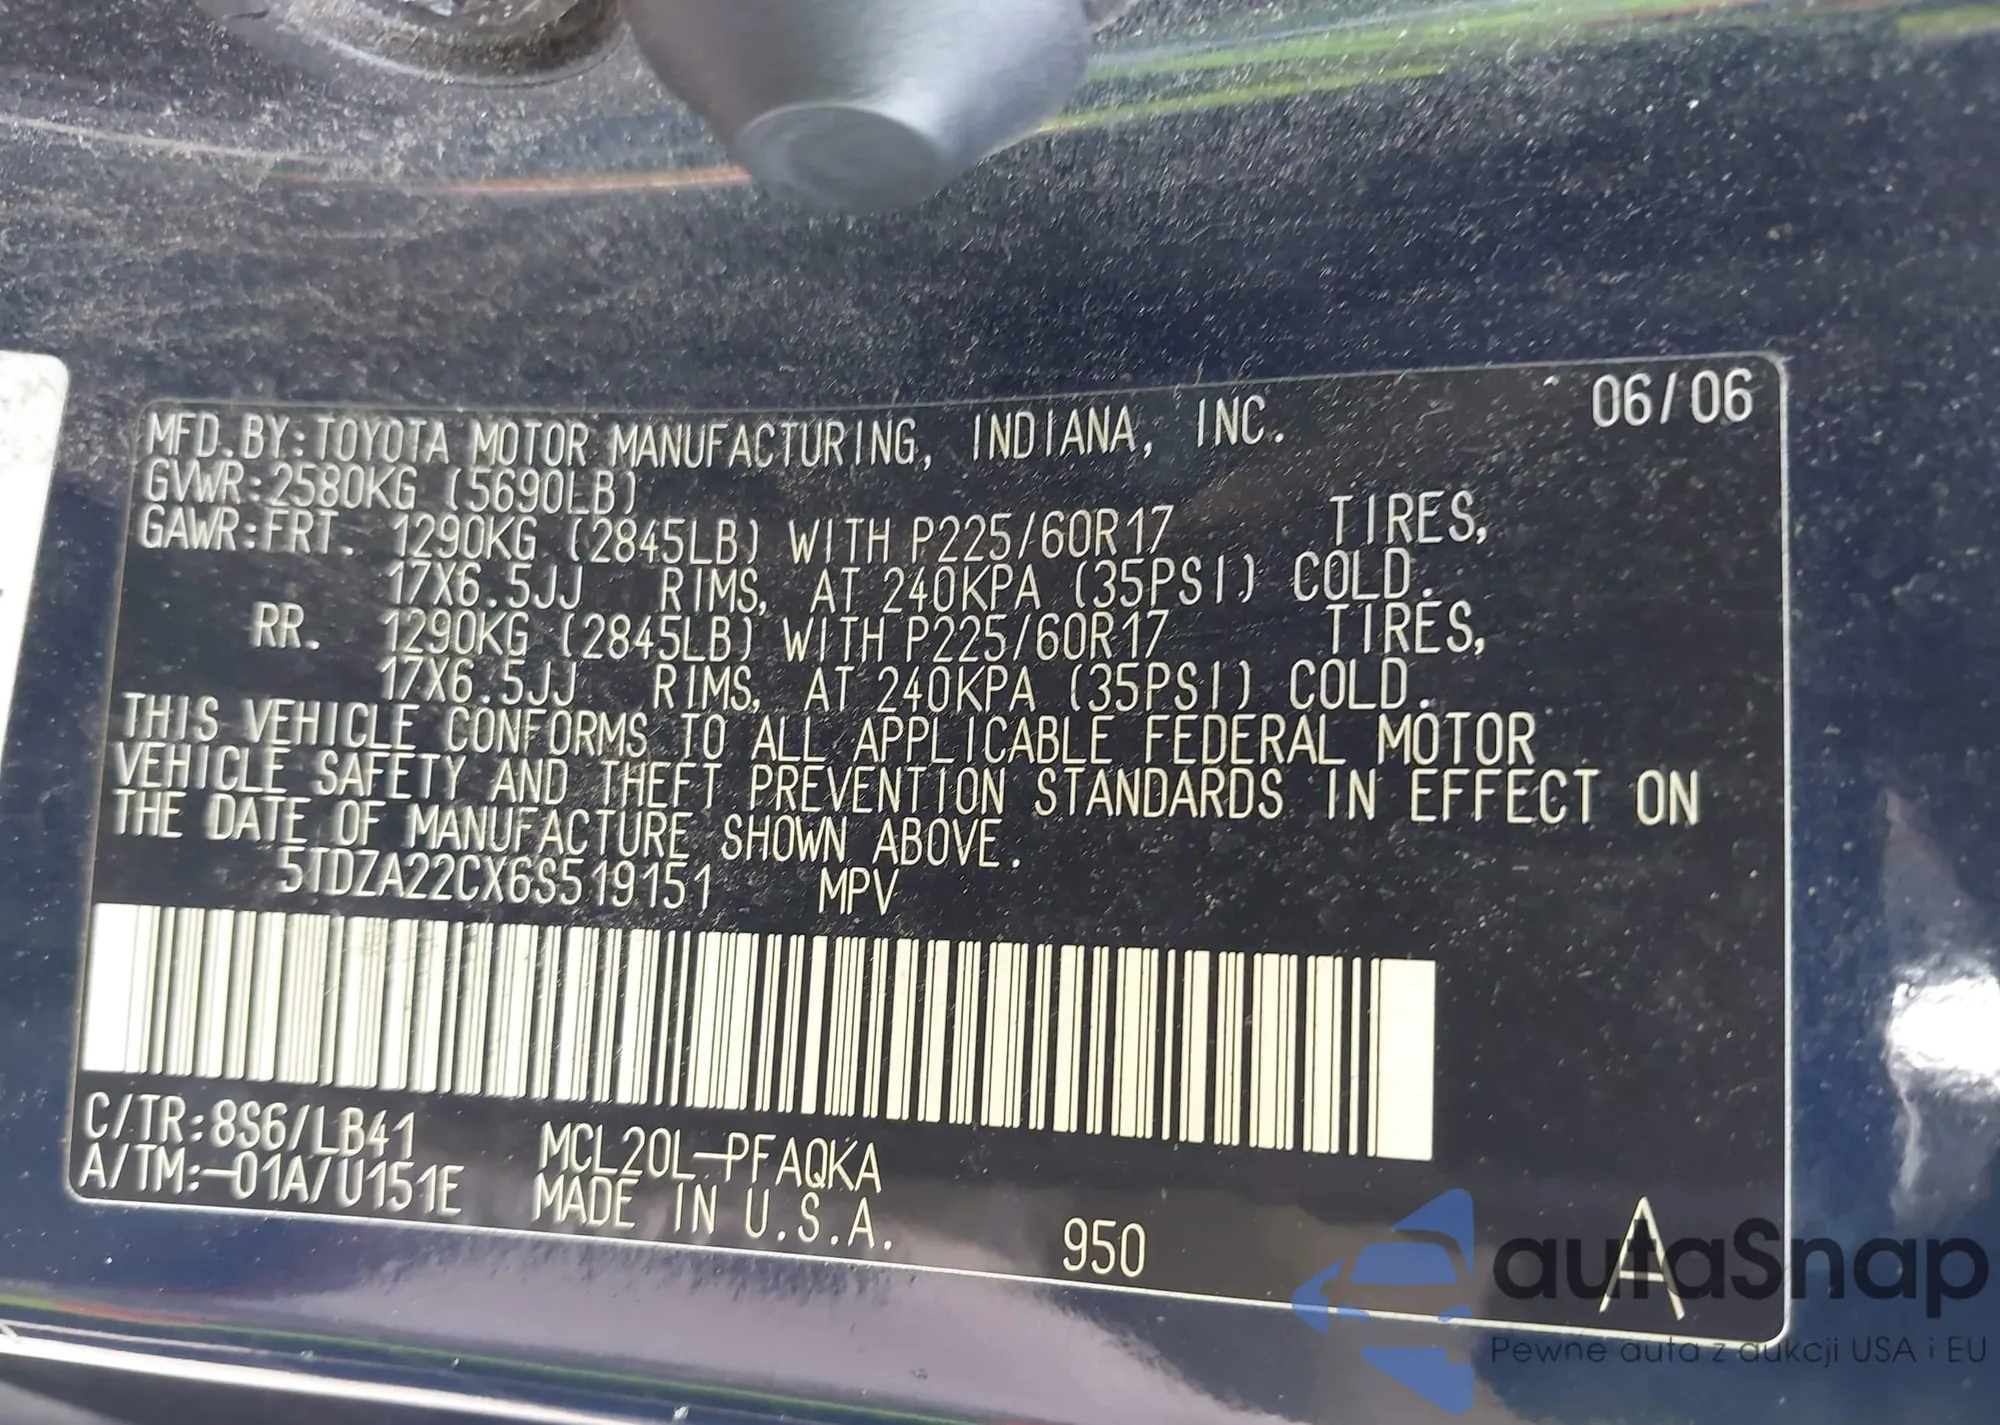 06/06
MFD.BY:TOYOTA MOTOR MANUFACTURING, INDIANA, INC.
GVWR:2580KG (5690LB)
GAWR:FRT. 1290KG (2845LB) WITH P225/60R17 TIRES,
17X6.5JJ RIMS, AT 240KPA (35PSI) COLD.
RR. 1290KG (2845LB) WITH P225/60R17 TIRES,
17X6.5JJ RIMS, AT 240KPA (35PSI) COLD.
THIS VEHICLE CONFORMS TO ALL APPLICABLE FEDERAL MOTOR
VEHICLE SAFETY AND THEFT PREVENTION STANDARDS IN EFFECT ON
THE DATE OF MANUFACTURE SHOWN ABOVE.
5TDZA22CX6S519151 MPV
C/TR:8S6/LB41 MCL20L-PFAQKA
A/TM:-01A/U151E MADE IN U.S.A.
950 A
autaSnap
Pewne auta z aukcji USA i EU